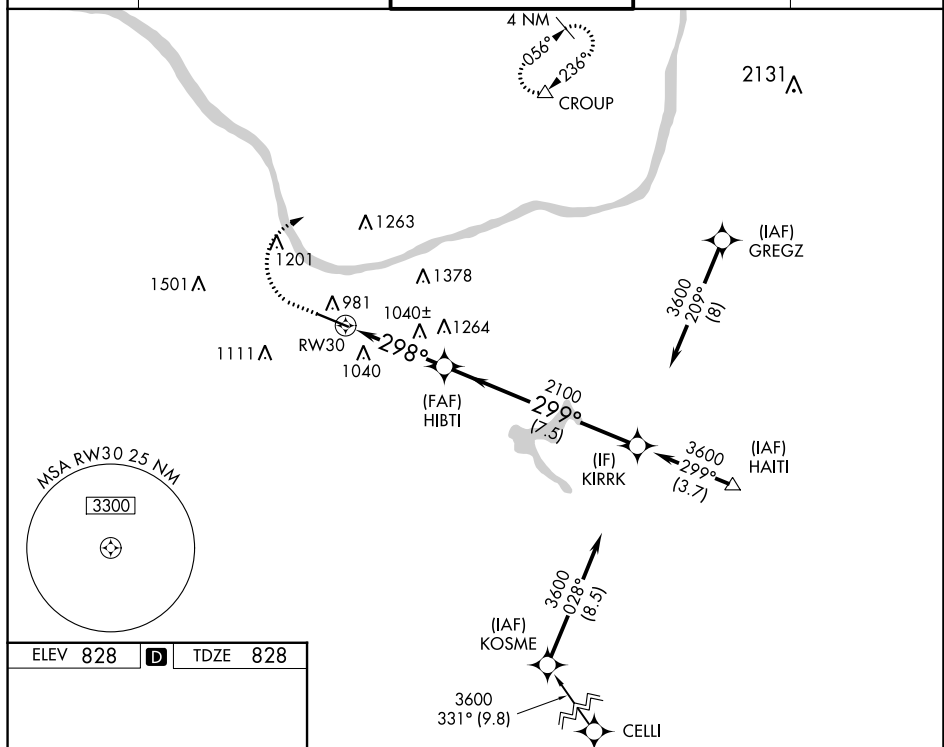 4 NM
056°
236°
CROUP
2131
1263
1201
1378
1501
981
1040±
1264
RW30
1111
1040
298°
(FAF)
HIBTI
(IAF)
GREGZ
3600
209°
(8)
2100
299°
(7.5)
(IF)
KIRRK
3600
299°
(3.7)
(IAF)
HAITI
MSA RW30 25 NM
3300
3600
028°
(8.5)
(IAF)
KOSME
3600
331° (9.8)
CELLI
ELEV 828 D TDZE 828